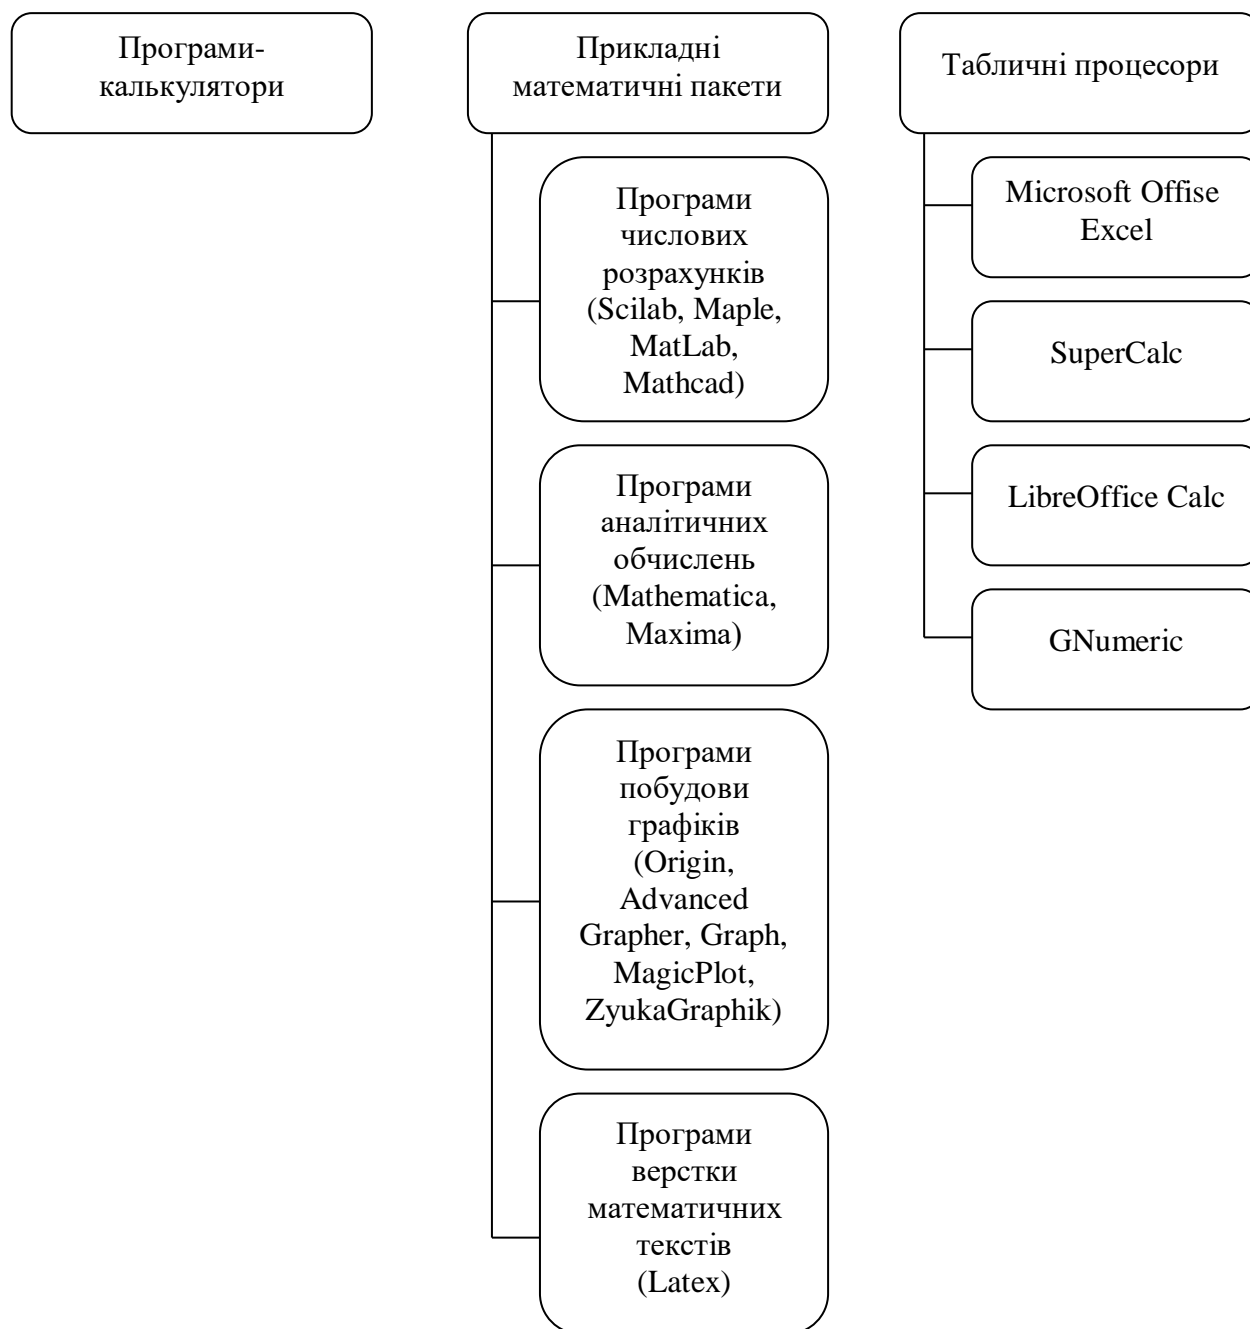 Програми-
калькулятори
Прикладні
математичні пакети
Програми
числових
розрахунків
(Scilab, Maple,
MatLab,
Mathcad)
Програми
аналітичних
обчислень
(Mathematica,
Maxima)
Програми
побудови
графіків
(Origin,
Advanced
Grapher, Graph,
MagicPlot,
ZyukaGraphik)
Програми
верстки
математичних
текстів
(Latex)
Табличні процесори
Microsoft Offise
Excel
SuperCalc
LibreOffice Calc
GNumeric